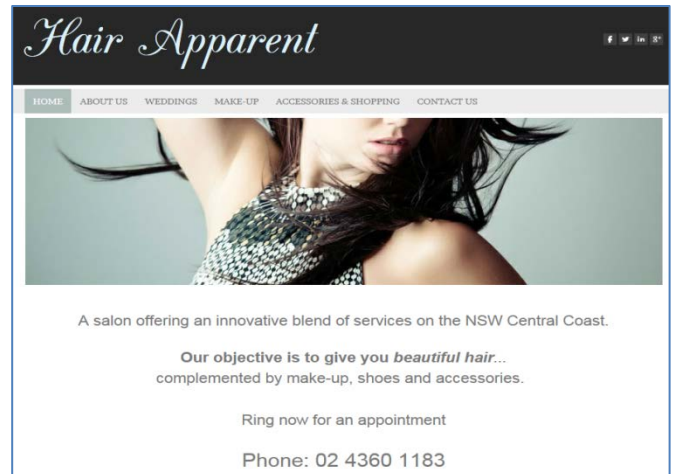 Hair Apparent
f in g+
HOME ABOUT US WEDDINGS MAKE-UP ACCESSORIES & SHOPPING CONTACT US
A salon offering an innovative blend of services on the NSW Central Coast.
Our objective is to give you beautiful hair...
complemented by make-up, shoes and accessories.
Ring now for an appointment
Phone: 02 4360 1183